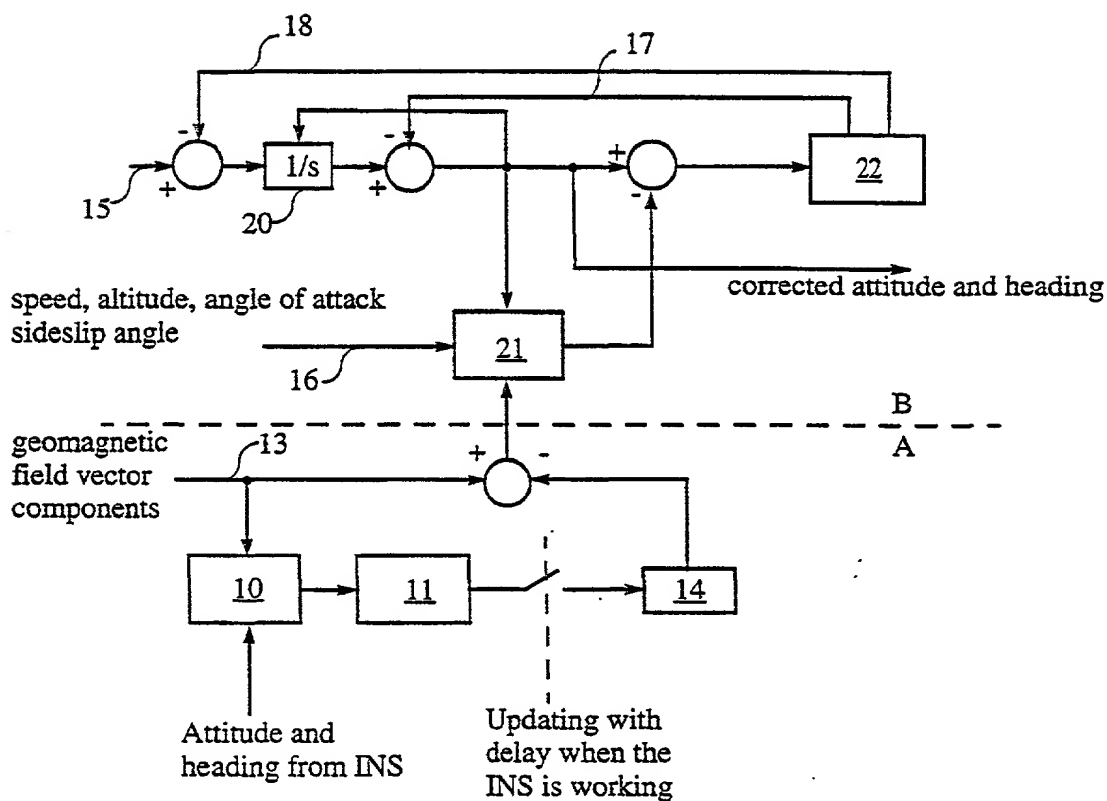 18
17
-
-
+
1/s
+
+
-
22
15
20
corrected attitude and heading
speed, altitude, angle of attack
sideslip angle
21
16
B
A
geomagnetic
field vector
components
13
+
-
10
11
14
Attitude and
heading from INS
Updating with
delay when the
INS is working